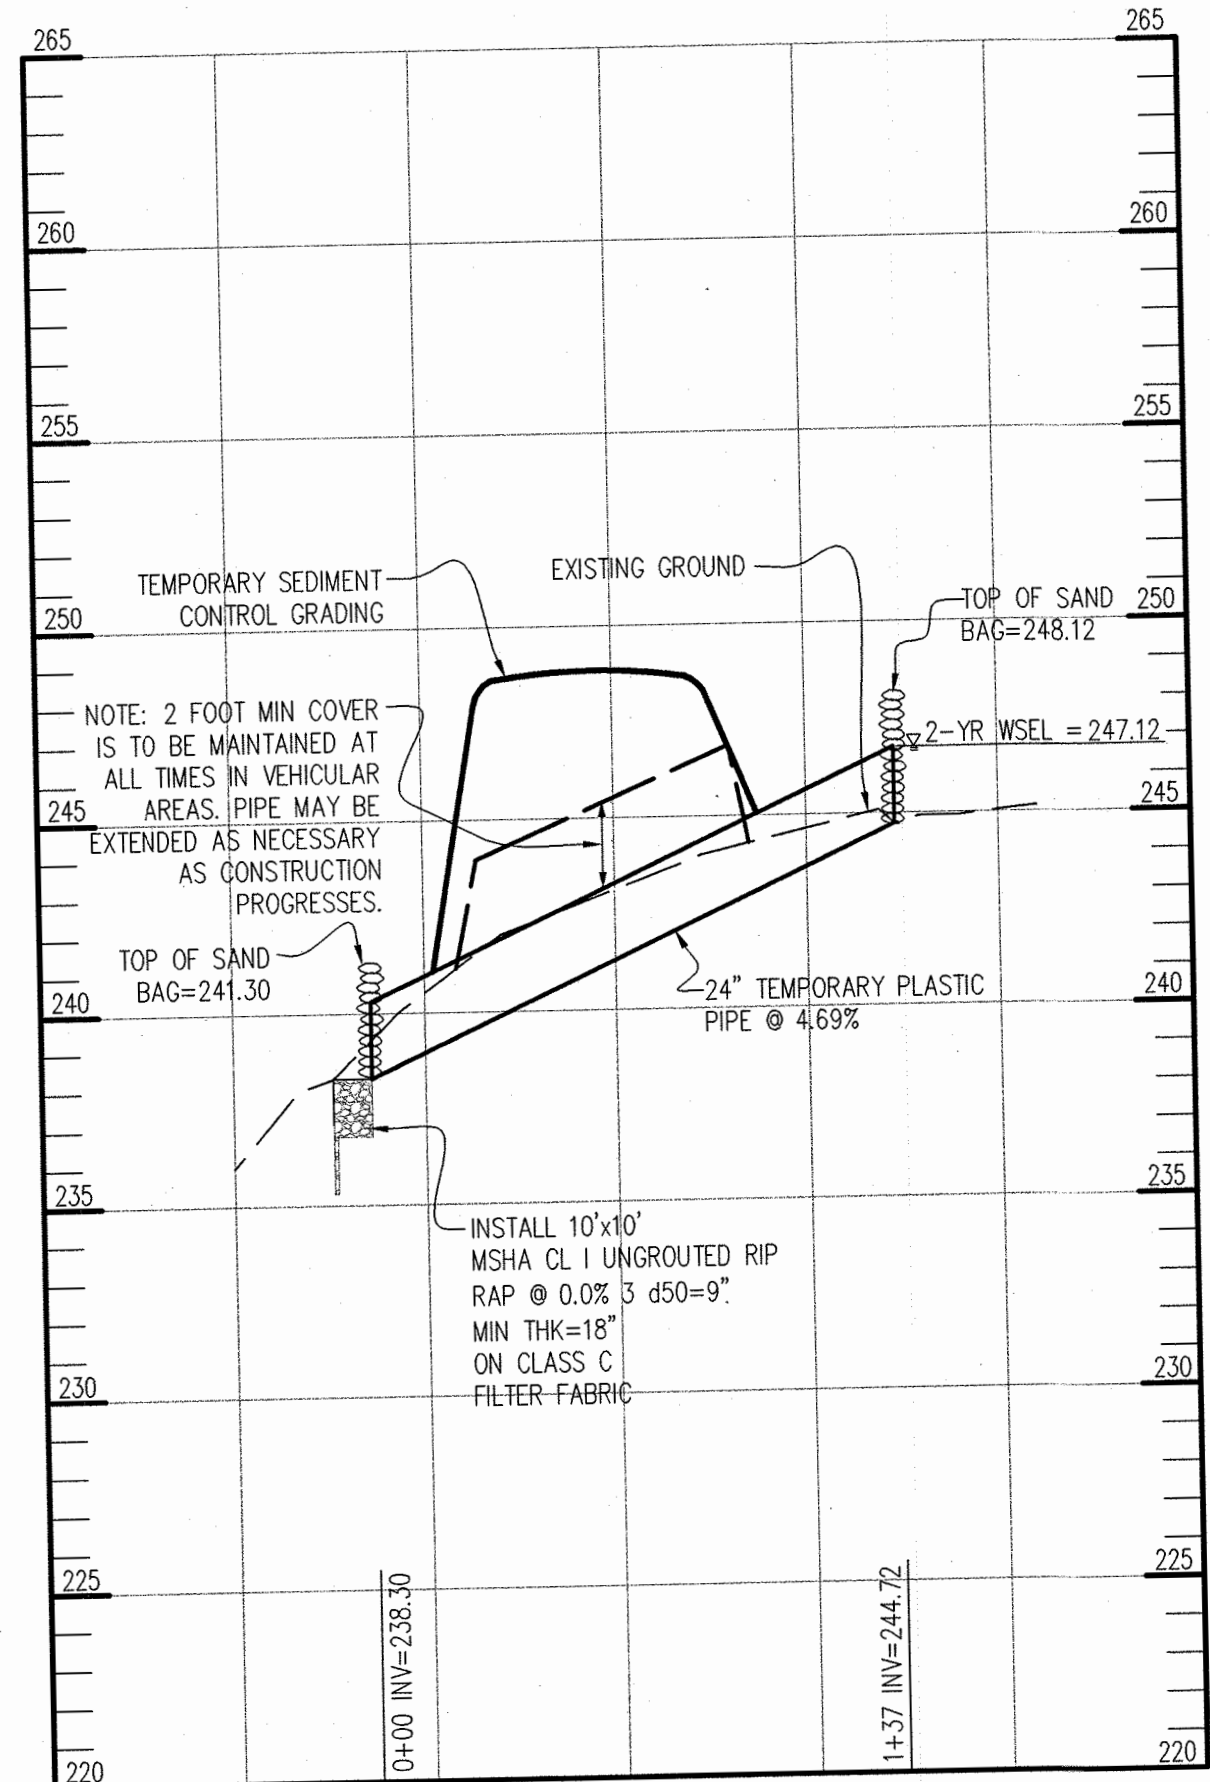 265
265
260
260
255
255
TEMPORARY SEDIMENT
CONTROL GRADING
EXISTING GROUND
TOP OF SAND
BAG=248.12
250
250
NOTE: 2 FOOT MIN COVER
IS TO BE MAINTAINED AT
ALL TIMES IN VEHICULAR
AREAS. PIPE MAY BE
EXTENDED AS NECESSARY
AS CONSTRUCTION
PROGRESSES.
2-YR WSEL = 247.12
245
245
TOP OF SAND
BAG=241.30
24" TEMPORARY PLASTIC
PIPE @ 4.69%
240
240
235
235
INSTALL 10'x10'
MSHA CL I UNGROUTED RIP
RAP @ 0.0% 3 d50=9".
MIN THK=18"
ON CLASS C
FILTER FABRIC
230
230
225
225
0+00 INV=238.30
1+37 INV=244.72
220
220